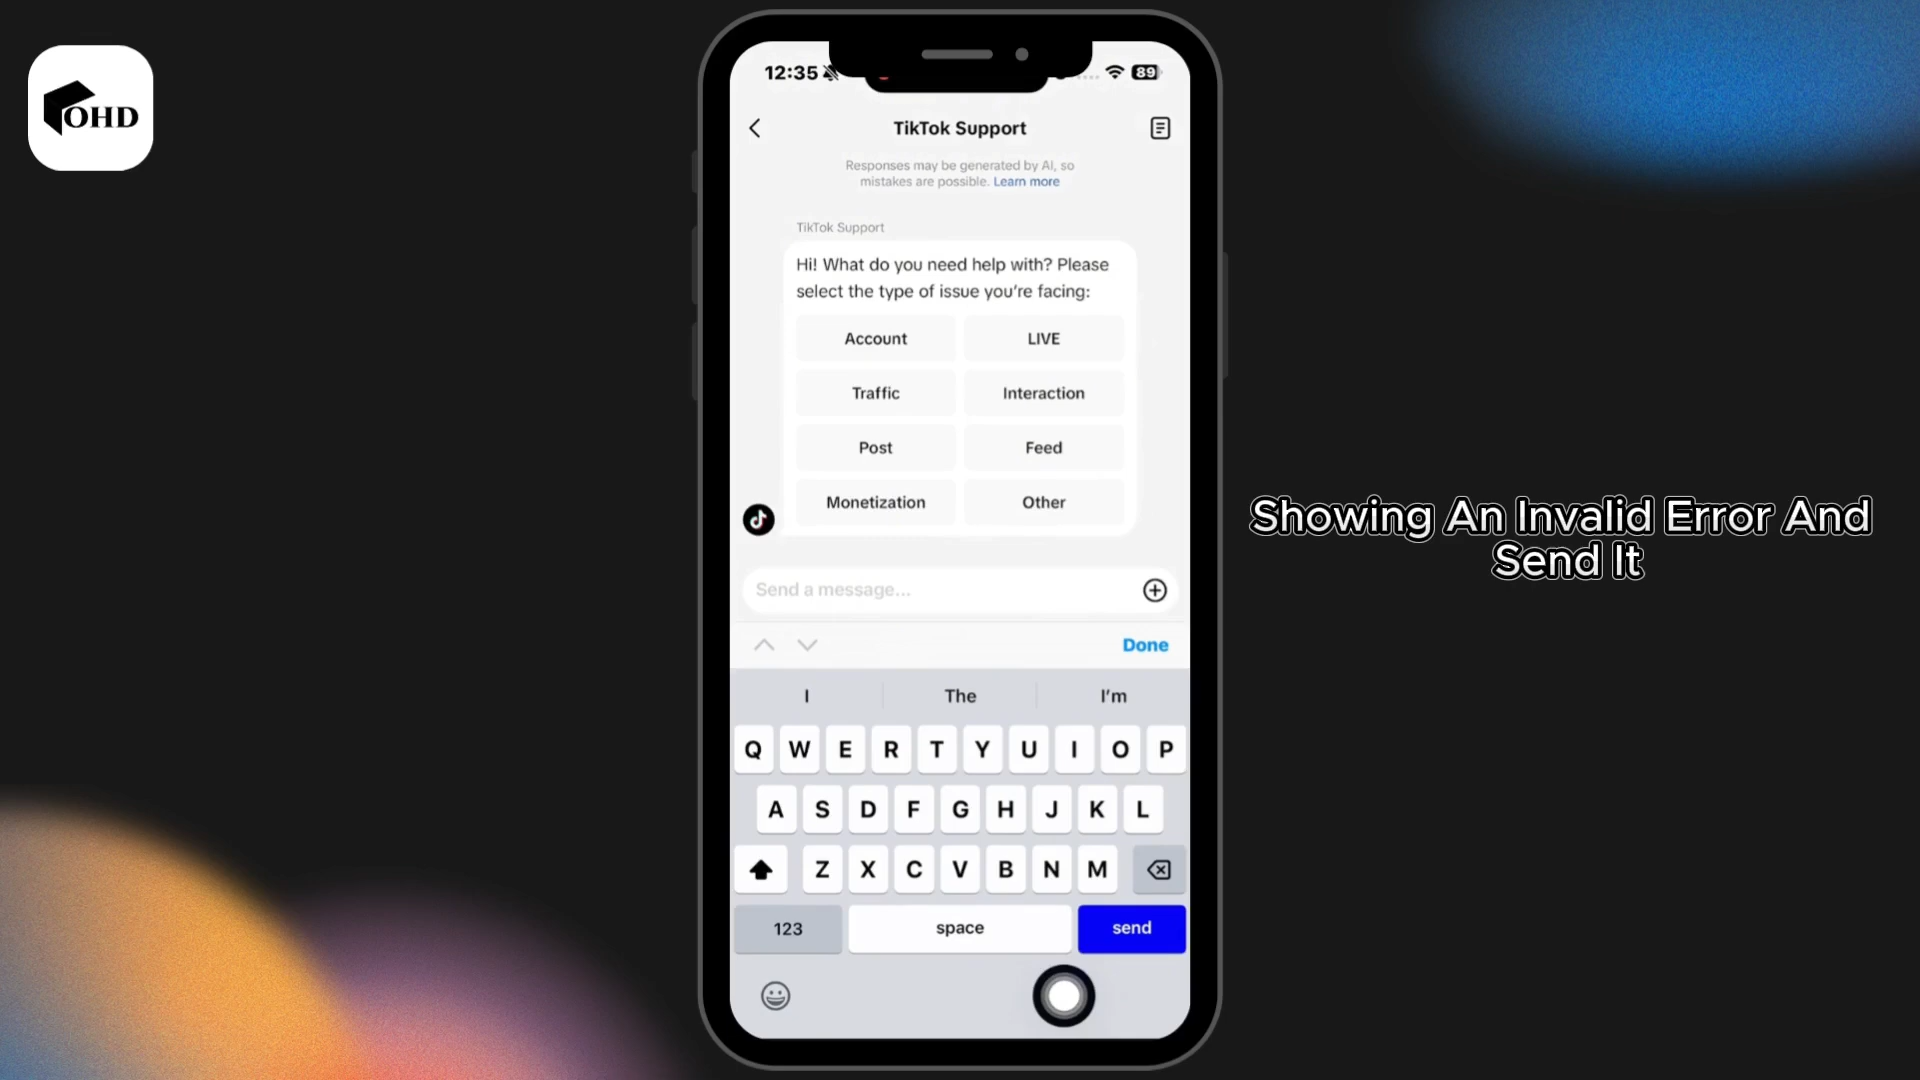 OHD
12:35
89
TikTok Support
Responses may be generated by AI, so
mistakes are possible. Learn more
TikTok Support
Hi! What do you need help with? Please
select the type of issue you're facing:
Account
LIVE
Traffic
Interaction
Post
Feed
Monetization
Other
Send a message...
Done
I
The
I'm
Q W E R T Y U I O P
A S D F G H J K L
Z X C V B N M
123
space
send
Showing An Invalid Error And
Send It